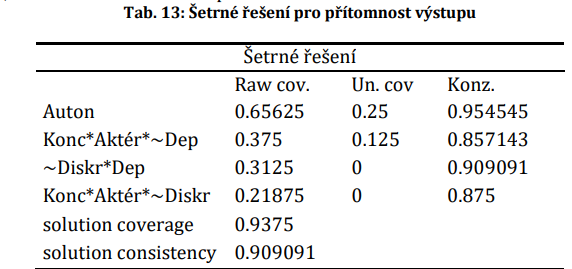 Tab. 13: Šetrné řešení pro přítomnost výstupu
Šetrné řešení
Raw cov. Un. cov Konz.
Auton 0.65625 0.25 0.954545
Konc*Aktér*~Dep 0.375 0.125 0.857143
~Diskr*Dep 0.3125 0 0.909091
Konc*Aktér*~Diskr 0.21875 0 0.875
solution coverage 0.9375
solution consistency 0.909091